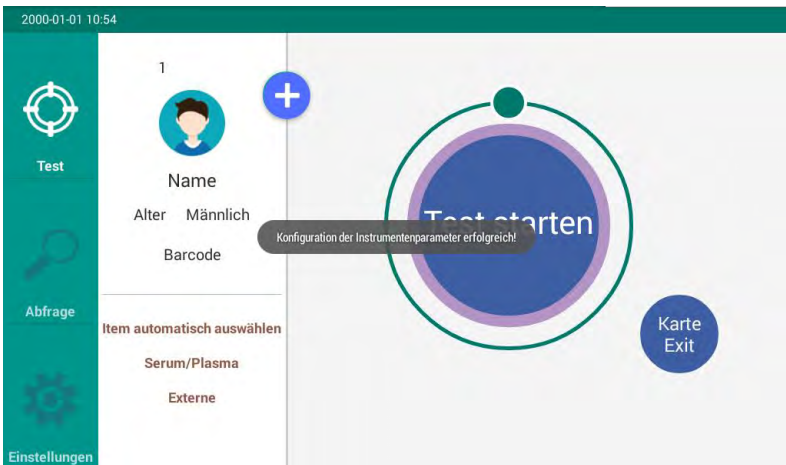 2000-01-01 10:54
Test
Abfrage
Einstellungen
1
Name
Alter Männlich
Barcode
Item automatisch auswählen
Serum/Plasma
Externe
Test starten
Konfiguration der Instrumentenparameter erfolgreich!
Karte
Exit